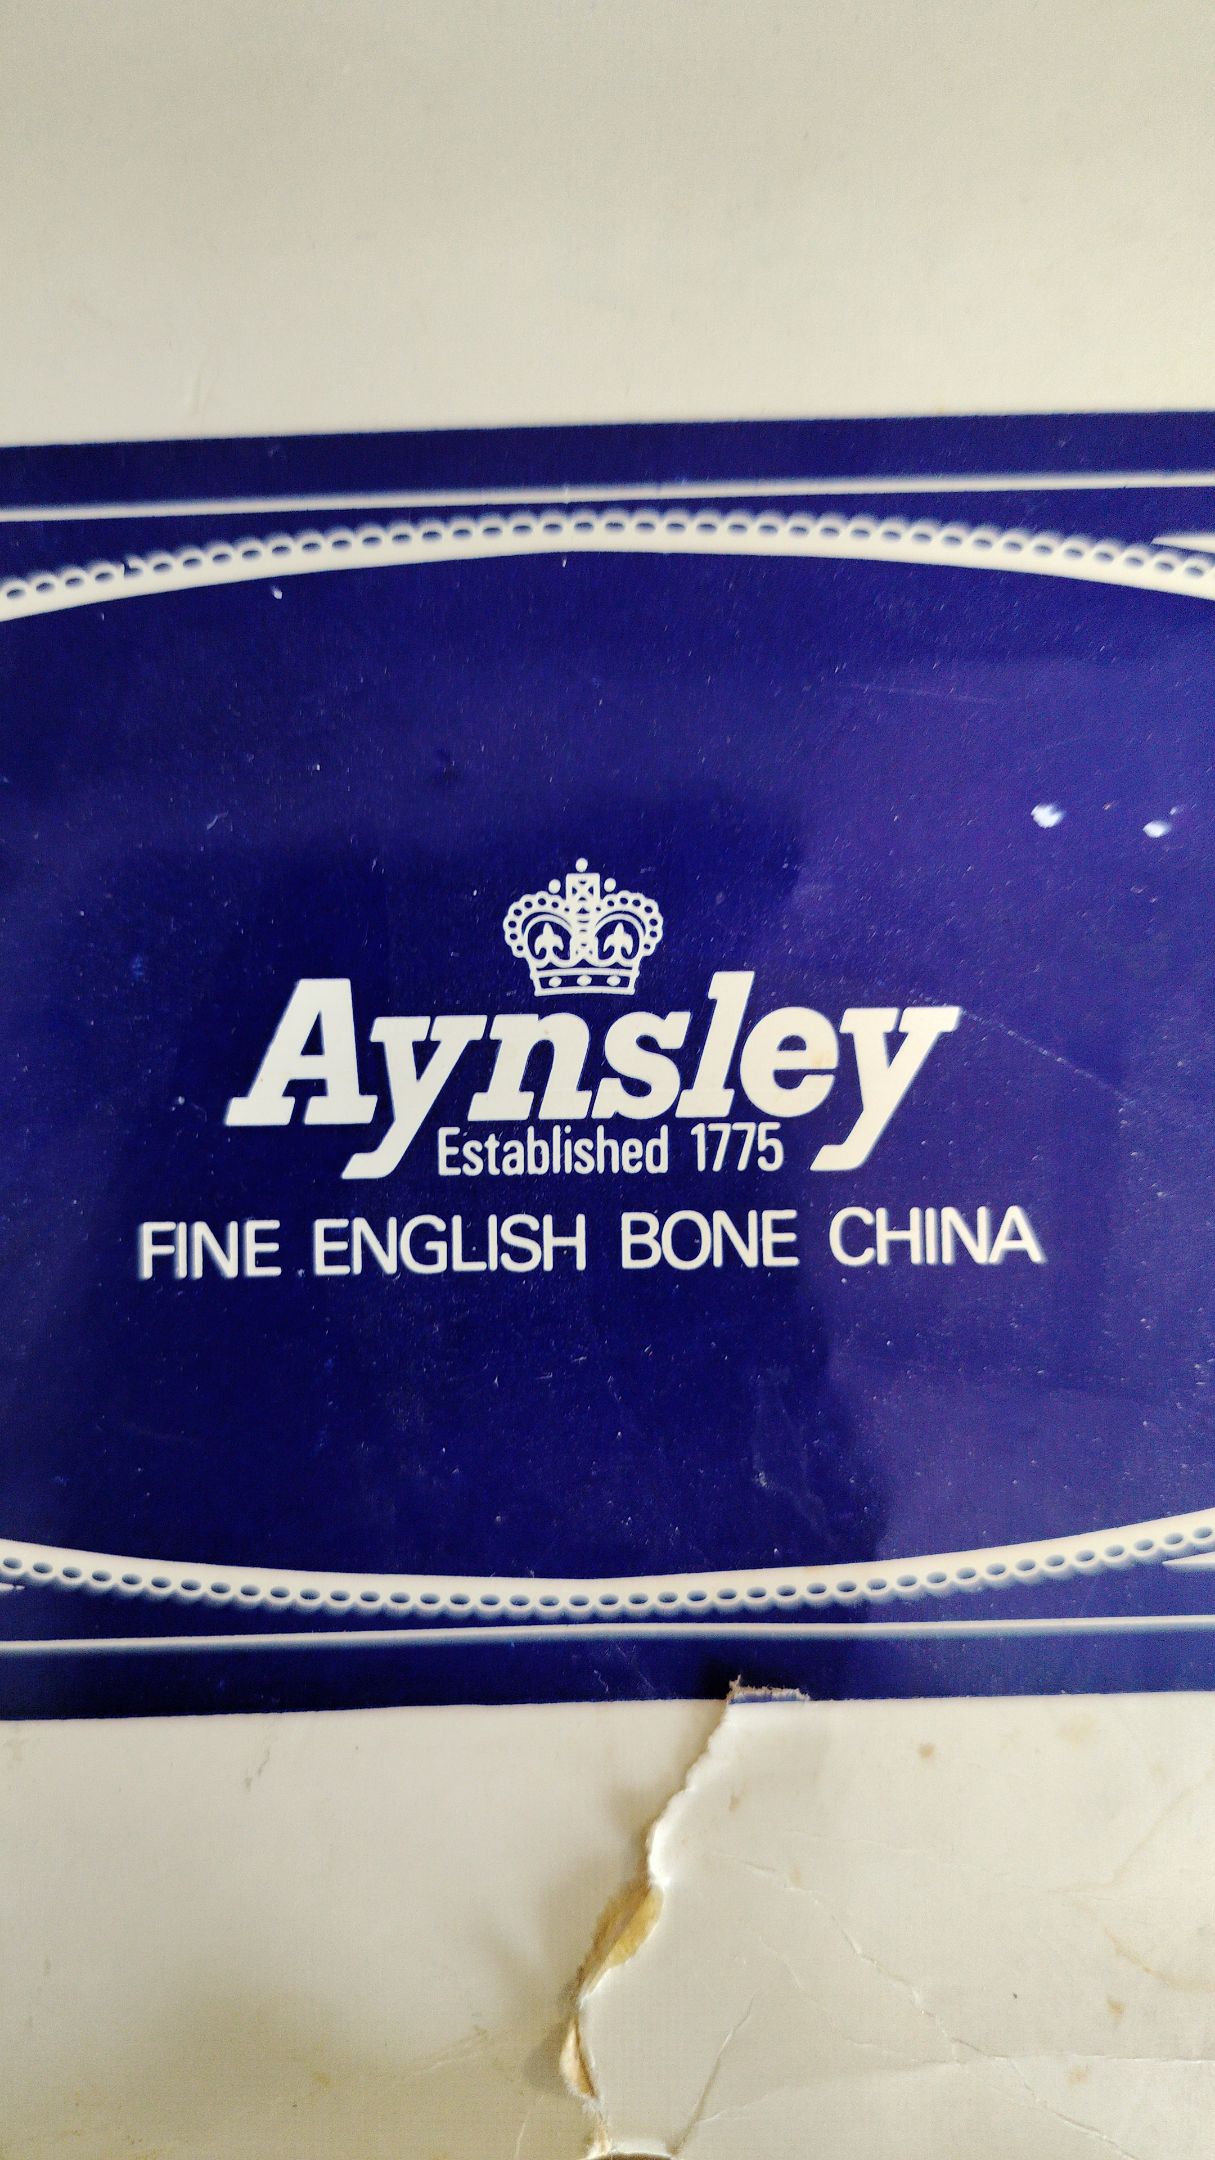 Aynsley
Established 1775
FINE ENGLISH BONE CHINA